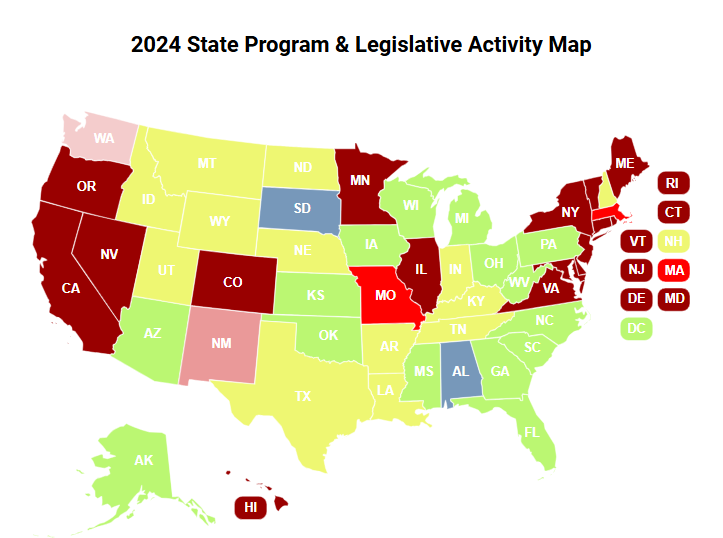 2024 State Program & Legislative Activity Map
WA
MT
ND
MN
ME
OR
ID
SD
WI
MI
NY
RI
CT
WY
NV
UT
NE
IA
IL
IN
OH
PA
VT
NH
CA
CO
KS
MO
KY
WV
VA
NJ
MA
DE
MD
AZ
NM
OK
AR
TN
NC
DC
TX
LA
MS
AL
GA
SC
FL
AK
HI